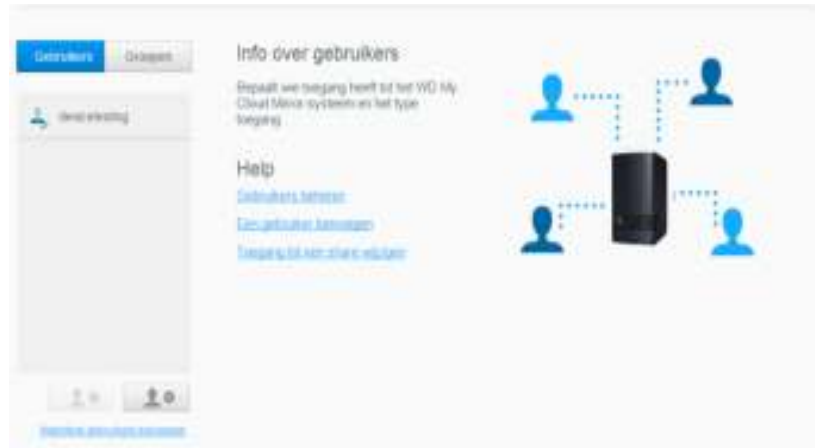 Gebruikers
Groepen
Info over gebruikers
Bepaalt wie toegang heeft tot het WD My
Cloud Mirror systeem en het type
toegang
Help
Gebruikers beheren
Een gebruiker toevoegen
Toegang tot een share wijzigen